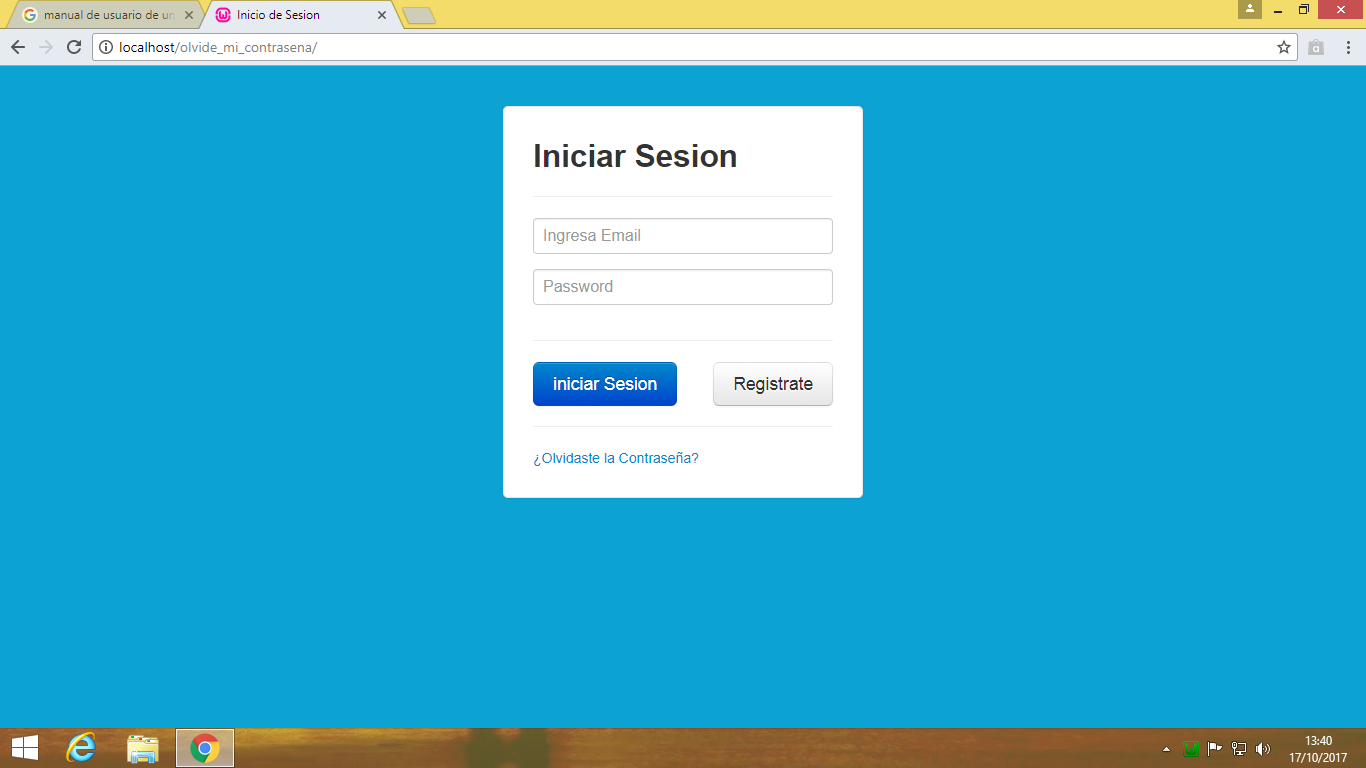 manual de usuario de un
Inicio de Sesion
localhost/olvide_mi_contrasena/
Iniciar Sesion
Ingresa Email
Password
iniciar Sesion
Registrate
¿Olvidaste la Contraseña?
13:40
17/10/2017